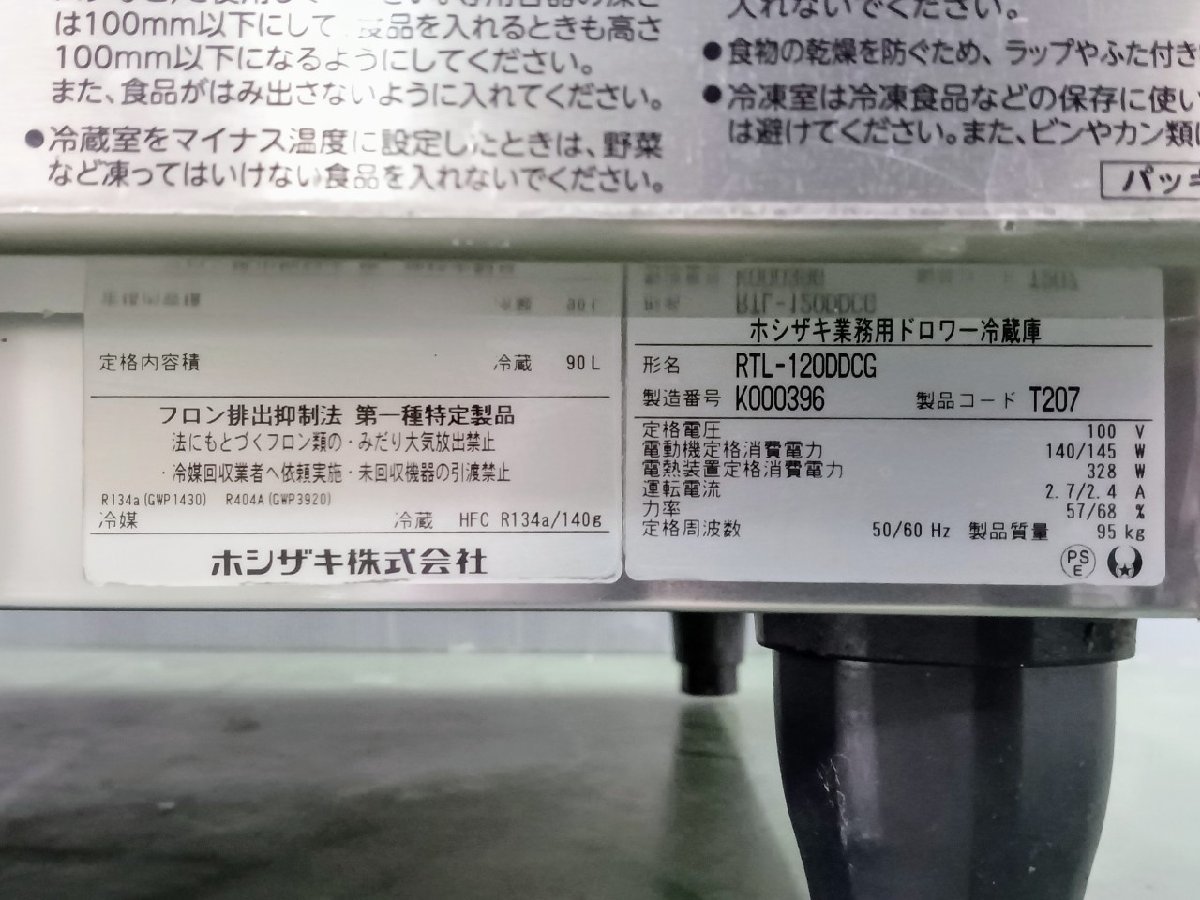 は100mm以下にして 食品を入れるときも高さ
100mm以下になるようにしてください。
また、食品がはみ出さないように入れてください。
●冷蔵室をマイナス温度に設定したときは、野菜
など凍ってはいけない食品を入れないでください。
入れないでください。
●食物の乾燥を防ぐため、ラップやふた付き
●冷凍室は冷凍食品などの保存に使い
は避けてください。また、ビンやカン類
パッキ
定格内容積 冷蔵 90L
フロン排出抑制法 第一種特定製品
法にもとづくフロン類の・みだり大気放出禁止
・冷媒回収業者へ依頼実施・未回収機器の引渡禁止
R134a(GWP1430) R404A(GWP3920)
冷媒 冷蔵 HFC R134a/140g
ホシザキ株式会社
ホシザキ業務用ドロワー冷蔵庫
形名 RTL-120DDCG
製造番号 K000396 製品コード T207
定格電圧 100 V
電動機定格消費電力 140/145 W
電熱装置定格消費電力 328 W
運転電流 2.7/2.4 A
力率 57/68 %
定格周波数 50/60 Hz 製品質量 95 kg
PS
E